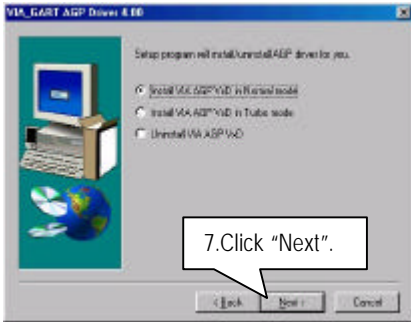 VIA_GART AGP Driver 4.00
Setup program will install/uninstall AGP driver for you.
Install VIA AGP VxD in Normal mode
Install VIA AGP VxD in Turbo mode
Uninstall VIA AGP VxD
7.Click “Next”.
< Back
Next >
Cancel